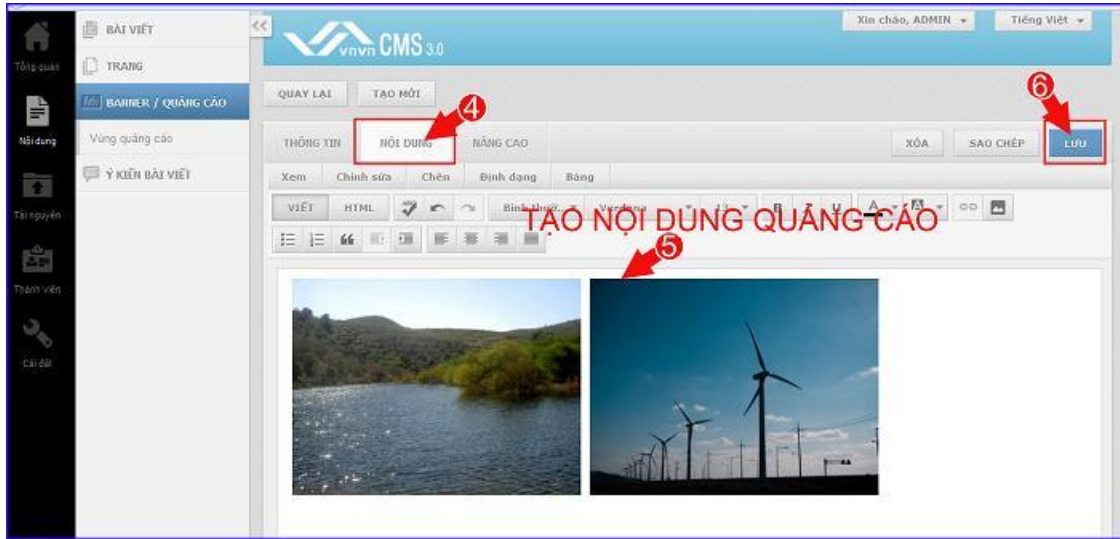 Tổng quan
Nội dung
Tài nguyên
Thành viên
Cài đặt
BÀI VIẾT
TRANG
BANNER / QUẢNG CÁO
Vùng quảng cáo
Ý KIẾN BÀI VIẾT
vnvn CMS 3.0
Xin chào, ADMIN
Tiếng Việt
QUAY LẠI TẠO MỚI
4
6
THÔNG TIN NỘI DUNG NÂNG CAO XÓA SAO CHÉP LƯU
Xem Chỉnh sửa Chèn Định dạng Bảng
VIẾT HTML Verdana 13 B I U A A
TẠO NỘI DUNG QUẢNG CÁO
5